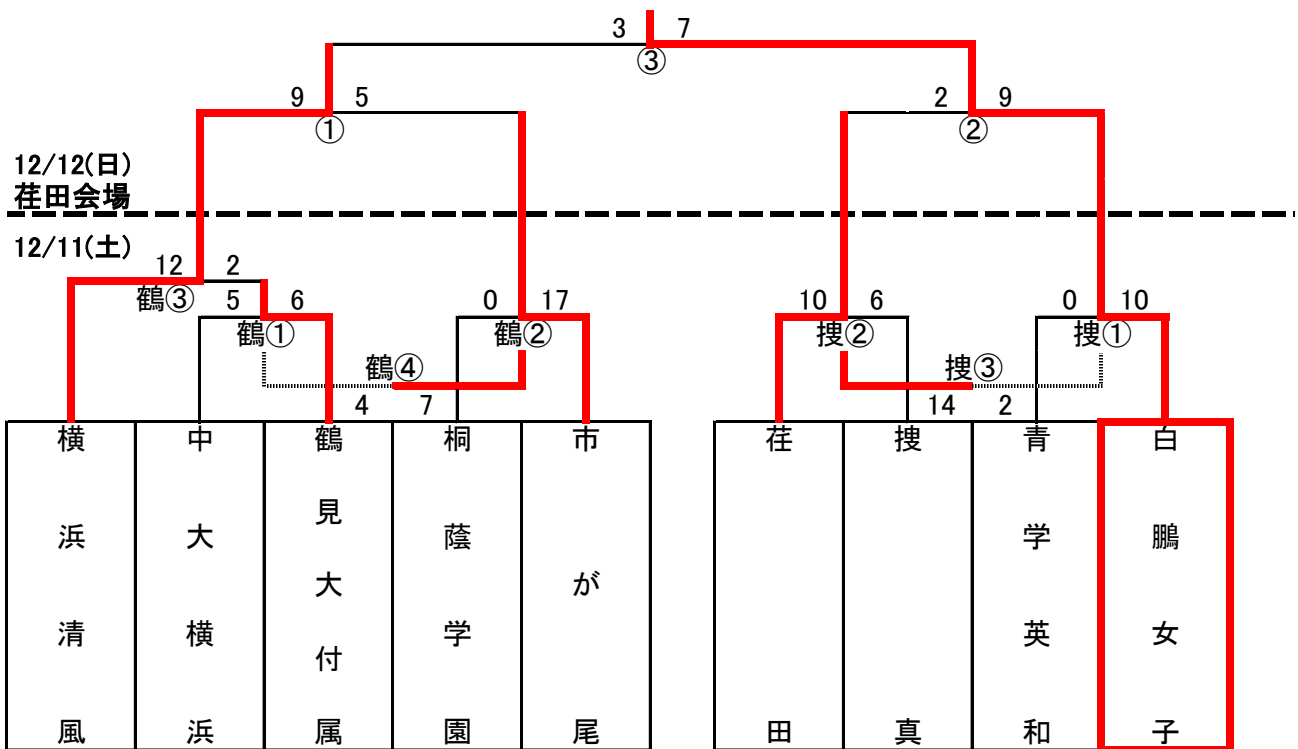 3 7
③
9 5
①
2 9
②
12/12(日)
荏田会場
12/11(土)
12 2
鶴③
5 6
鶴①
0 17
鶴②
10 6
捜②
0 10
捜①
鶴④
4 7
捜③
14 2
横浜清風
中大横浜
鶴見大付属
桐蔭学園
市が尾
荏田
捜真
青学英和
白鵬女子